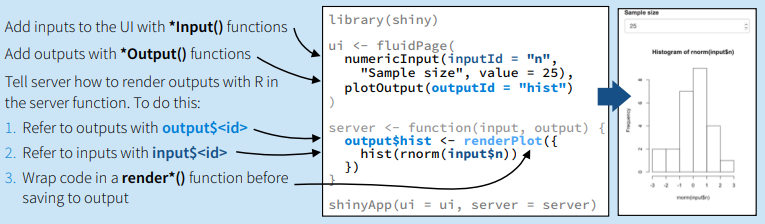 Add inputs to the UI with *Input() functions
Add outputs with *Output() functions
Tell server how to render outputs with R in
the server function. To do this:
1. Refer to outputs with output$<id>
2. Refer to inputs with input$<id>
3. Wrap code in a render*() function before
saving to output
library(shiny)
ui <- fluidPage(
numericInput(inputId = "n",
"Sample size", value = 25),
plotOutput(outputId = "hist")
)
server <- function(input, output) {
output$hist <- renderPlot({
hist(rnorm(input$n))
})
}
shinyApp(ui = ui, server = server)
Sample size
25
Histogram of rnorm(input$n)
Frequency
0
2
4
6
8
-3 -2 -1 0 1 2 3
rnorm(input$n)